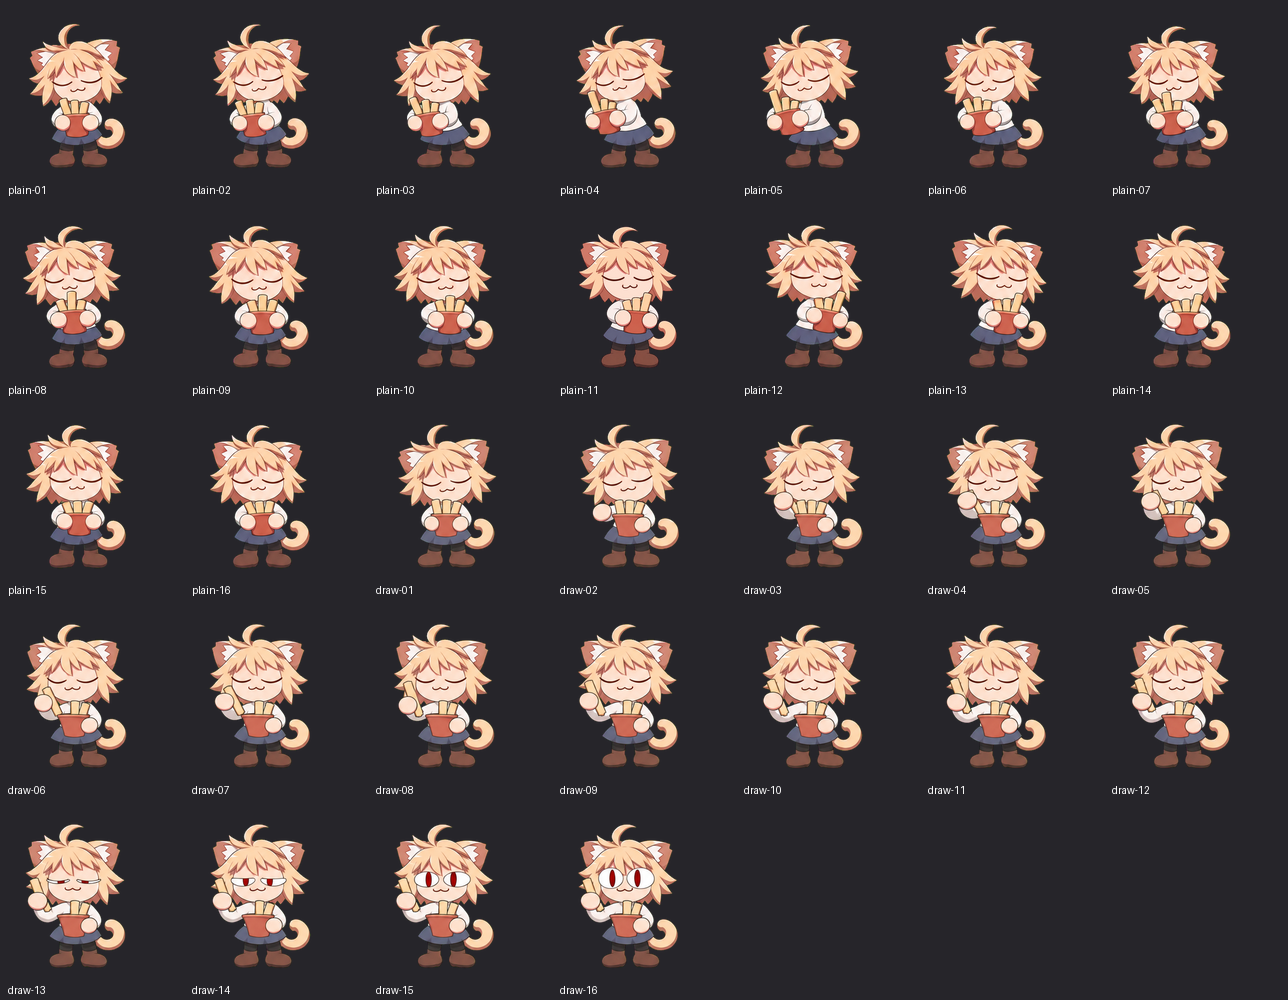 plain-01 plain-02 plain-03 plain-04 plain-05 plain-06 plain-07
plain-08 plain-09 plain-10 plain-11 plain-12 plain-13 plain-14
plain-15 plain-16 draw-01 draw-02 draw-03 draw-04 draw-05
draw-06 draw-07 draw-08 draw-09 draw-10 draw-11 draw-12
draw-13 draw-14 draw-15 draw-16